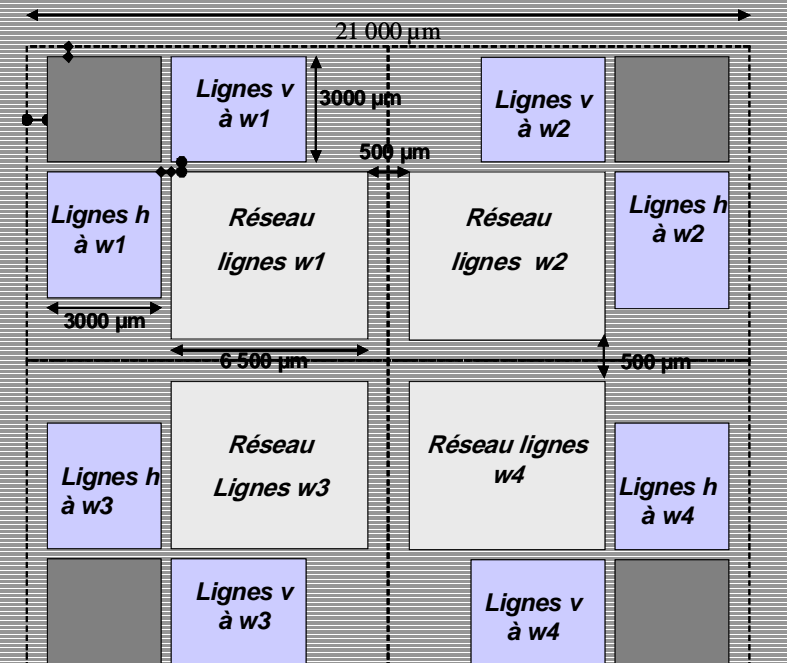 21 000 µm
Lignes v
à w1
3000 µm
Lignes v
à w2
500 µm
Lignes h
à w1
Réseau
lignes w1
Réseau
lignes w2
Lignes h
à w2
3000 µm
6 500 µm
500 µm
Lignes h
à w3
Réseau
Lignes w3
Réseau lignes
w4
Lignes h
à w4
Lignes v
à w3
Lignes v
à w4